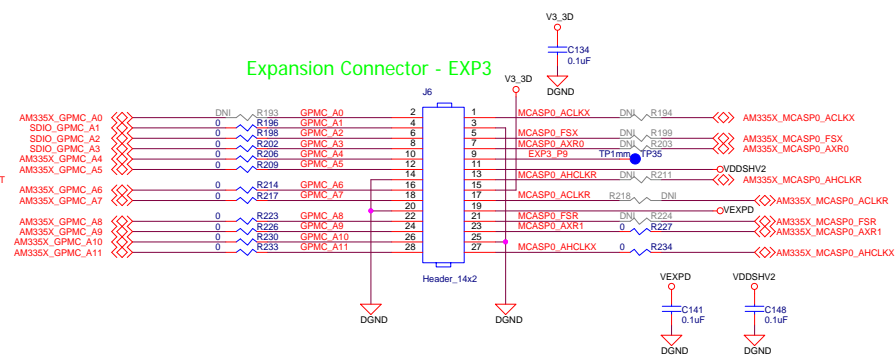 V3_3D
C134
0.1uF
DGND
Expansion Connector - EXP3
V3_3D
J6
AM335X_GPMC_A0 DNI R193 GPMC_A0 2 1 MCASP0_ACLKX DNI R194 AM335X_MCASP0_ACLKX
SDIO_GPMC_A1 0 R196 GPMC_A1 4 3
SDIO_GPMC_A2 0 R198 GPMC_A2 6 5 MCASP0_FSX DNI R199 AM335X_MCASP0_FSX
SDIO_GPMC_A3 0 R202 GPMC_A3 8 7 MCASP0_AXR0 DNI R203 AM335X_MCASP0_AXR0
AM335X_GPMC_A4 0 R206 GPMC_A4 10 9 EXP3_P9 TP1mm TP35
AM335X_GPMC_A5 0 R209 GPMC_A5 12 11 VDDSHV2
T 14 13 MCASP0_AHCLKR DNI R211 AM335X_MCASP0_AHCLKR
AM335X_GPMC_A6 0 R214 GPMC_A6 16 15
AM335X_GPMC_A7 0 R217 GPMC_A7 18 17 MCASP0_ACLKR R218 DNI AM335X_MCASP0_ACLKR
20 19 VEXPD
AM335X_GPMC_A8 0 R223 GPMC_A8 22 21 MCASP0_FSR DNI R224 AM335X_MCASP0_FSR
AM335X_GPMC_A9 0 R226 GPMC_A9 24 23 MCASP0_AXR1 0 R227 AM335X_MCASP0_AXR1
AM335X_GPMC_A10 0 R230 GPMC_A10 26 25
AM335X_GPMC_A11 0 R233 GPMC_A11 28 27 MCASP0_AHCLKX 0 R234 AM335X_MCASP0_AHCLKX
Header_14x2
DGND
DGND
VEXPD
C141
0.1uF
DGND
VDDSHV2
C148
0.1uF
DGND